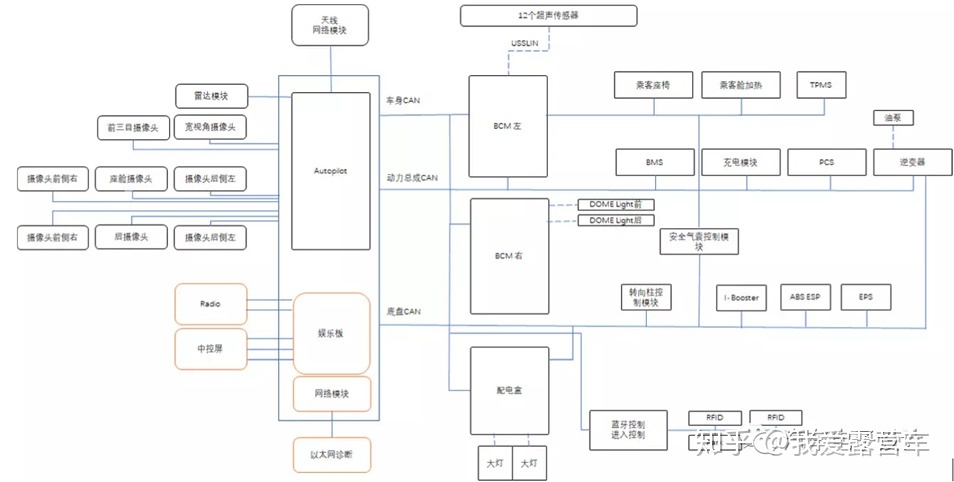 天线
网络模块
12个超声传感器
USSLIN
雷达模块
前三目摄像头
宽视角摄像头
摄像头前侧右
座舱摄像头
摄像头后侧左
摄像头前侧右
后摄像头
摄像头后侧左
Autopilot
车身CAN
动力总成CAN
底盘CAN
BCM 左
BCM 右
乘客座椅
乘客舱加热
TPMS
油泵
BMS
充电模块
PCS
逆变器
DOME Light前
DOME Light后
安全气囊控制模
块
转向柱控
制模块
I- Booster
ABS ESP
EPS
Radio
中控屏
娱乐板
网络模块
以太网诊断
配电盒
大灯
大灯
蓝牙控制
进入控制
RFID
RFID
知乎 @我爱露营车